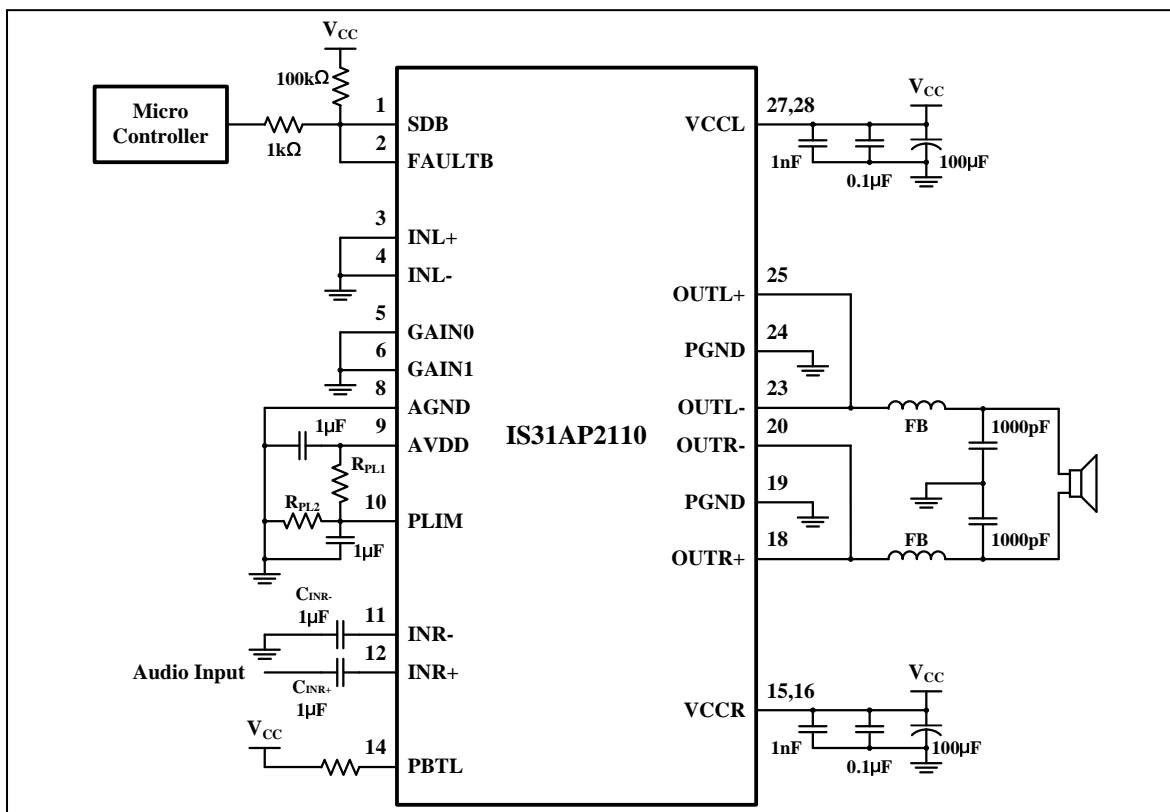 VCC
100kΩ
Micro
Controller
1kΩ
1
SDB
2
FAULTB
3
INL+
4
INL-
5
GAIN0
6
GAIN1
8
AGND
1µF
9
AVDD
RPL1
RPL2
10
PLIM
1µF
CINR-
1µF
11
INR-
Audio Input
12
INR+
CINR+
1µF
VCC
14
PBTL
IS31AP2110
VCC
27,28
VCCL
1nF
0.1µF
100µF
25
OUTL+
24
PGND
23
OUTL-
FB
1000pF
20
OUTR-
19
PGND
18
OUTR+
FB
1000pF
VCC
15,16
VCCR
1nF
0.1µF
100µF